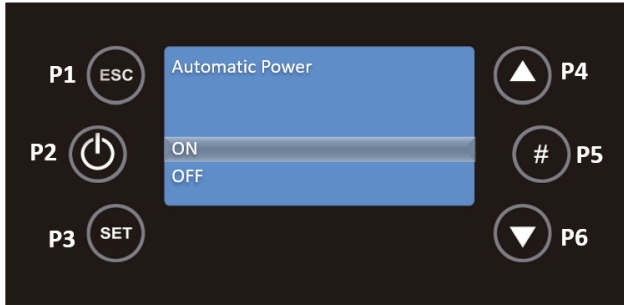 P1 ESC
Automatic Power
P4
P2
ON
# P5
OFF
P3 SET
P6